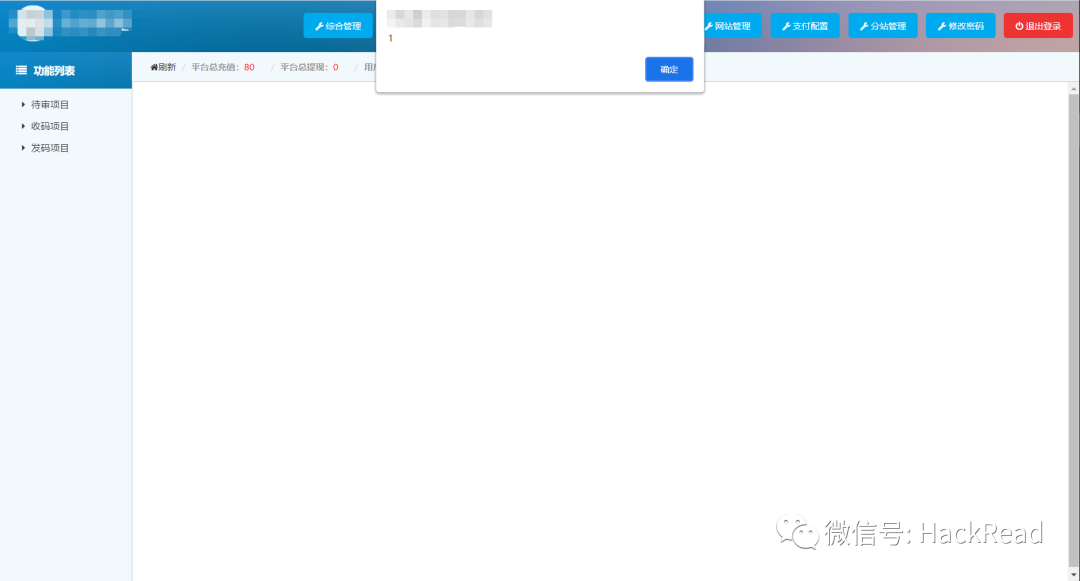 综合管理
网站管理
支付配置
分站管理
修改密码
退出登录
1
确定
功能列表
刷新 / 平台总充值：80 / 平台总提现：0 / 用
待审项目
收码项目
发码项目
微信号: HackRead